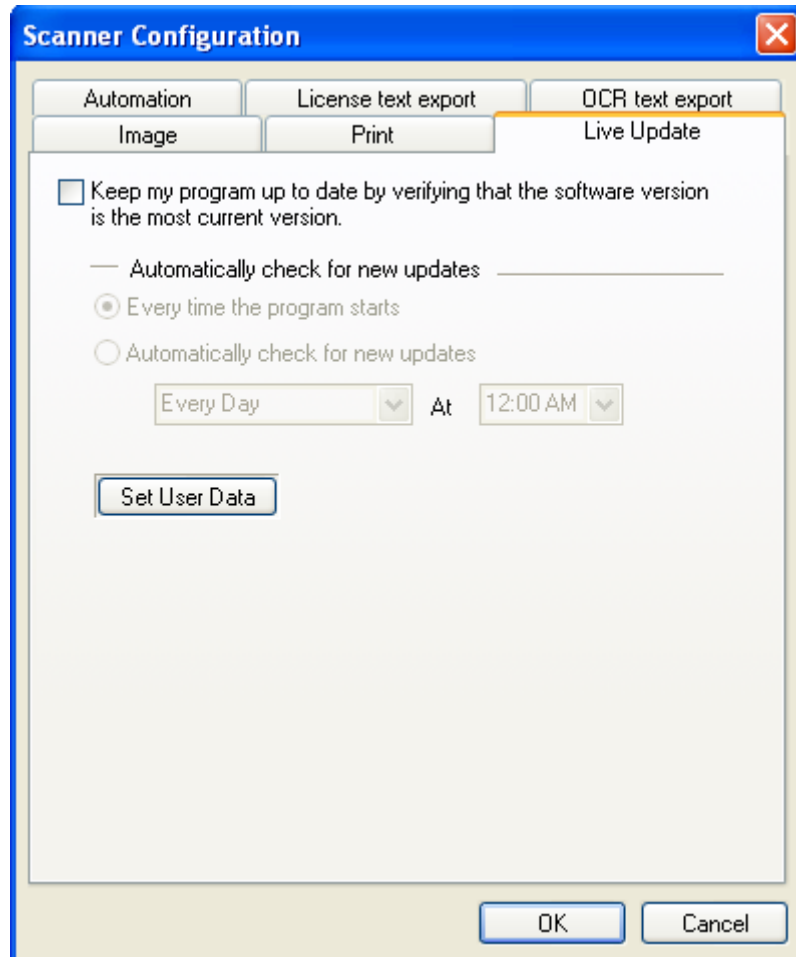 Scanner Configuration
Automation License text export OCR text export
Image Print Live Update
Keep my program up to date by verifying that the software version
is the most current version.
Automatically check for new updates
Every time the program starts
Automatically check for new updates
Every Day At 12:00 AM
Set User Data
OK Cancel